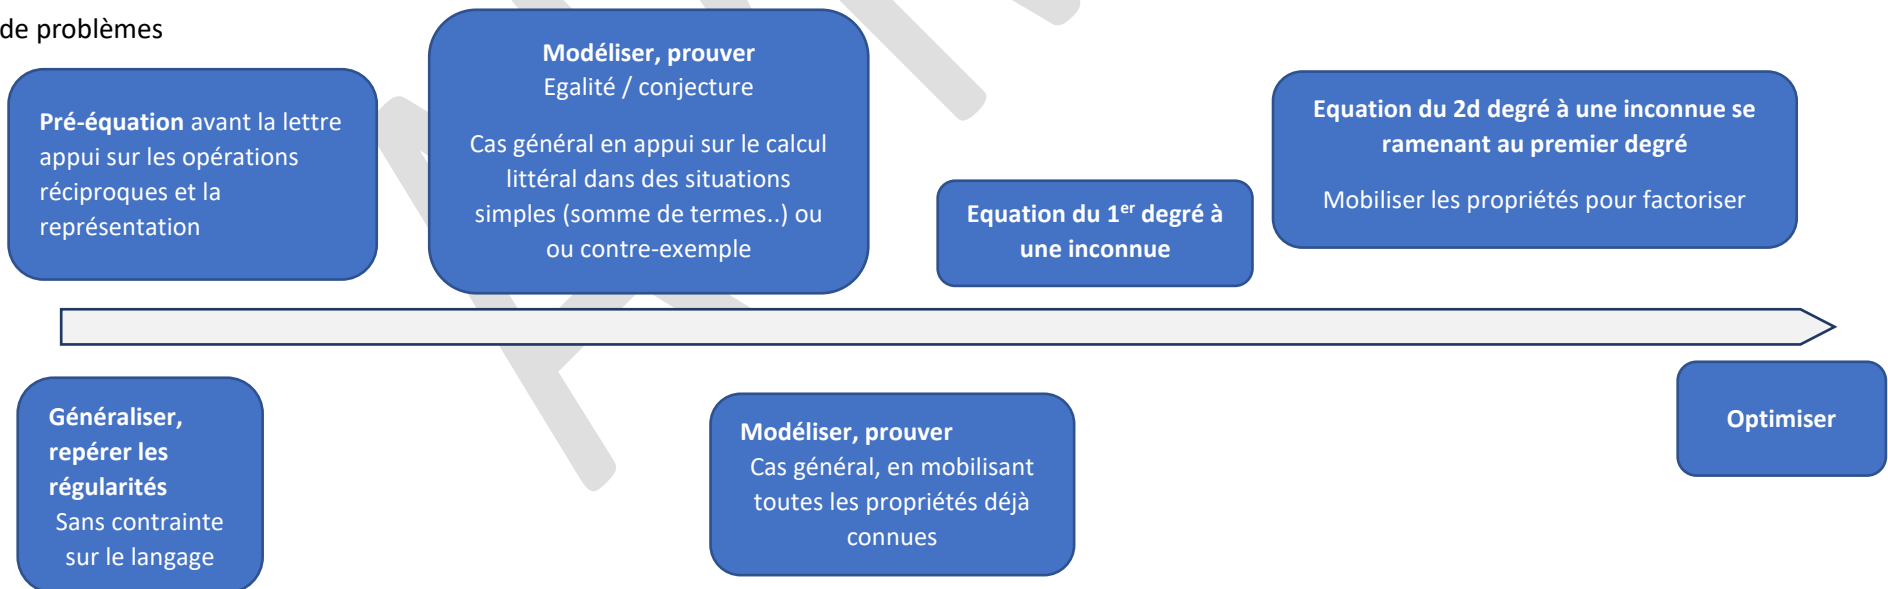 de problèmes
Pré-équation avant la lettre
appui sur les opérations
réciproques et la
représentation
Modéliser, prouver
Egalité / conjecture
Cas général en appui sur le calcul
littéral dans des situations
simples (somme de termes..) ou
ou contre-exemple
Equation du 1er degré à
une inconnue
Equation du 2d degré à une inconnue se
ramenant au premier degré
Mobiliser les propriétés pour factoriser
Généraliser,
repérer les
régularités
Sans contrainte
sur le langage
Modéliser, prouver
Cas général, en mobilisant
toutes les propriétés déjà
connues
Optimiser